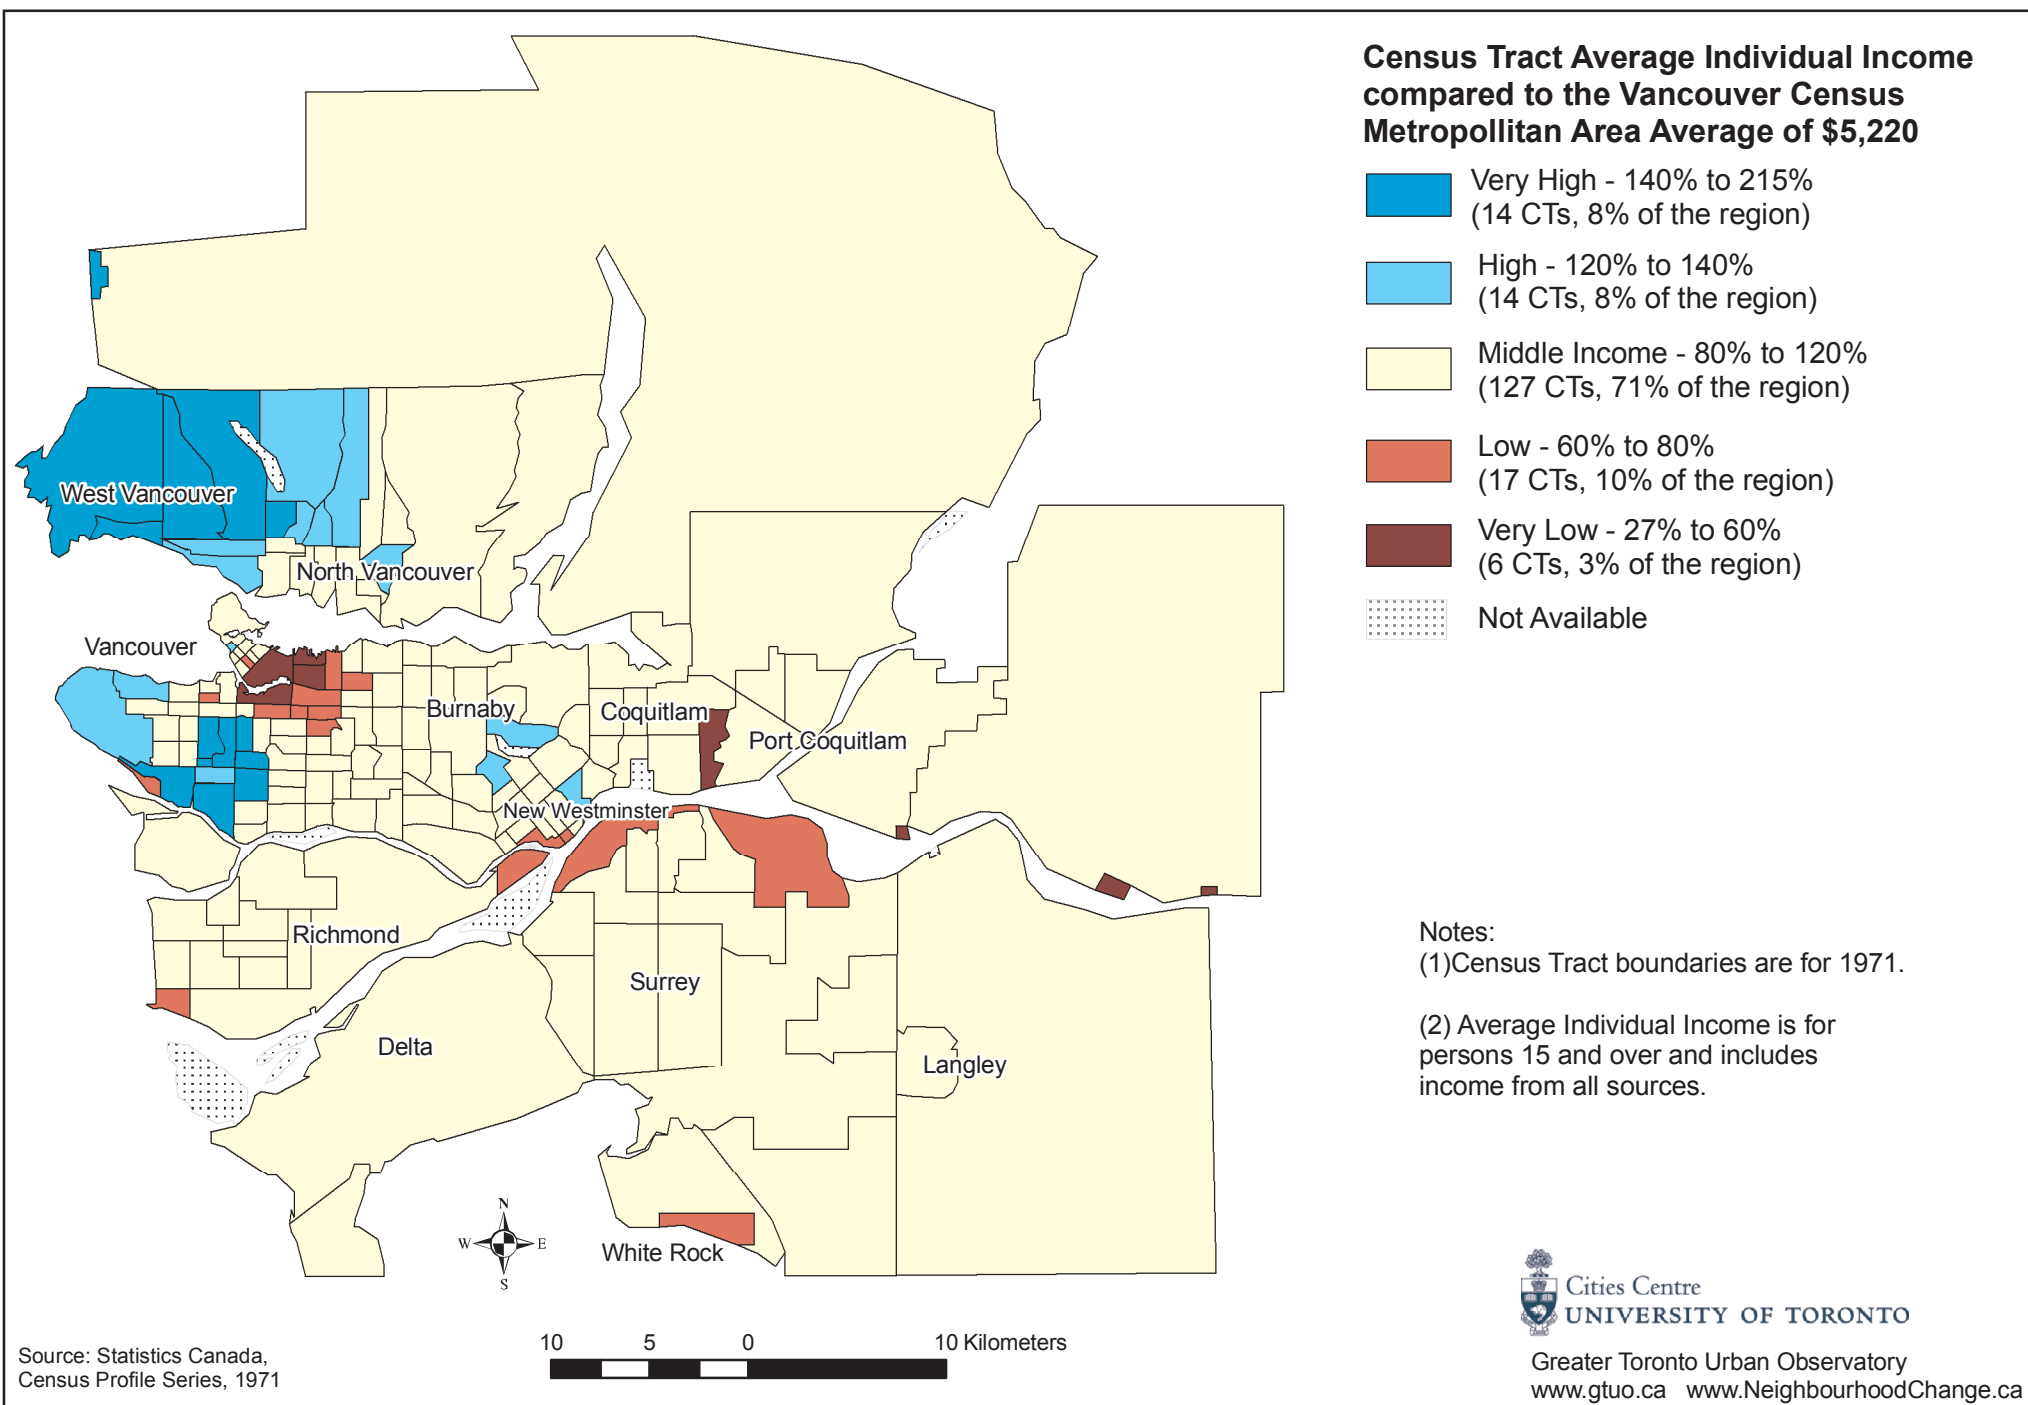 Census Tract Average Individual Income
compared to the Vancouver Census
Metropollitan Area Average of $5,220
Very High - 140% to 215%
(14 CTs, 8% of the region)
High - 120% to 140%
(14 CTs, 8% of the region)
Middle Income - 80% to 120%
(127 CTs, 71% of the region)
Low - 60% to 80%
(17 CTs, 10% of the region)
Very Low - 27% to 60%
(6 CTs, 3% of the region)
Not Available
West Vancouver
North Vancouver
Vancouver
Burnaby
Coquitlam
Port Coquitlam
New Westminster
Richmond
Surrey
Delta
Langley
White Rock
N
W
E
S
Notes:
(1)Census Tract boundaries are for 1971.
(2) Average Individual Income is for
persons 15 and over and includes
income from all sources.
10 5 0 10 Kilometers
Source: Statistics Canada,
Census Profile Series, 1971
Cities Centre
UNIVERSITY OF TORONTO
Greater Toronto Urban Observatory
www.gtuo.ca www.NeighbourhoodChange.ca